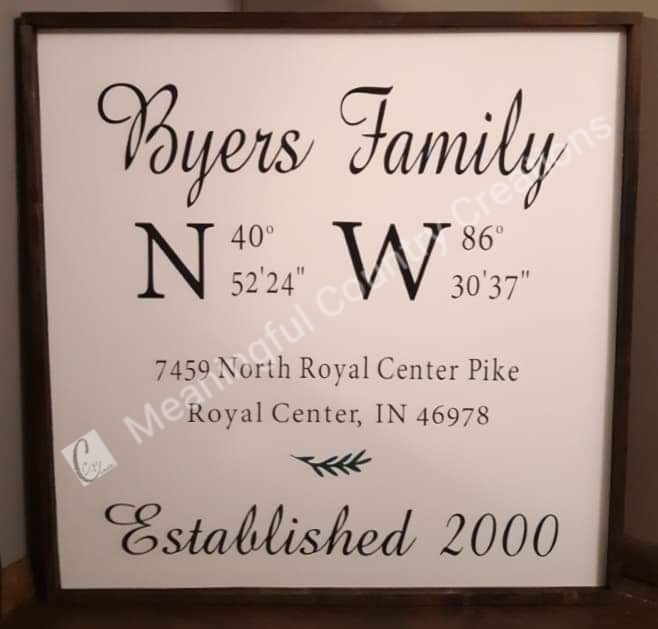 Byers Family
N 40° 52'24" W 86° 30'37"
7459 North Royal Center Pike
Royal Center, IN 46978
Established 2000
Meaningful Country Creations